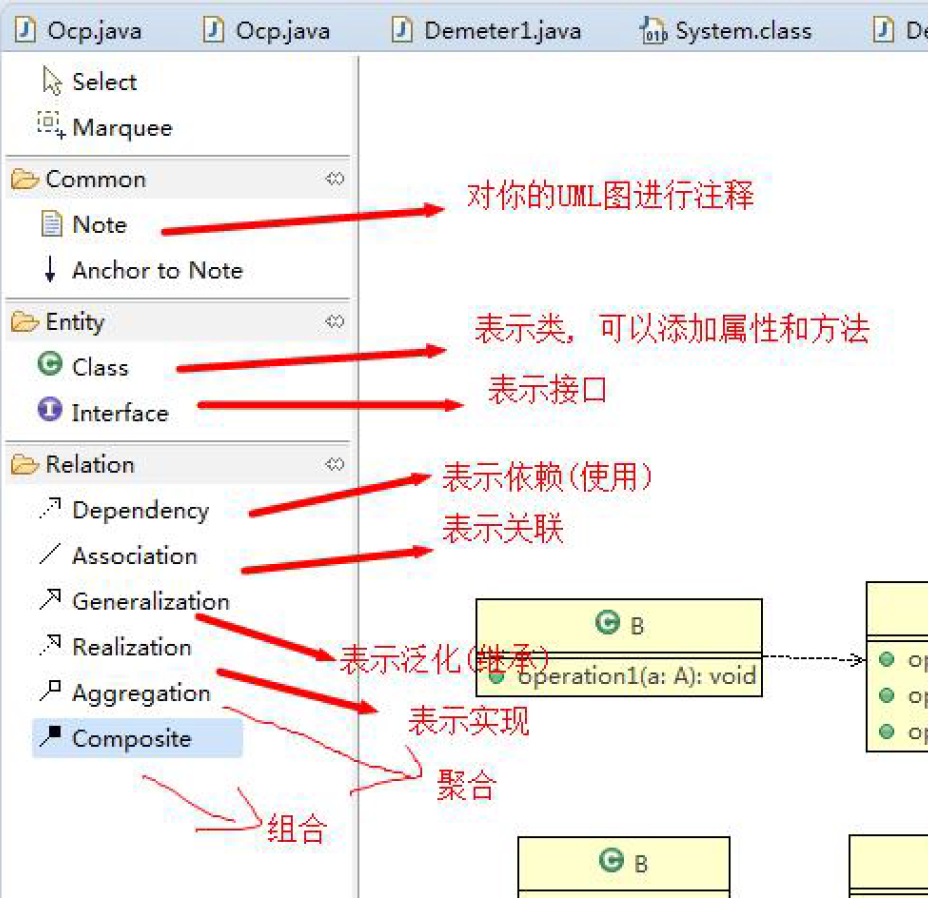 Ocp.java
Ocp.java
Demeter1.java
System.class
Select
Marquee
Common
对你的UML图进行注释
Note
Anchor to Note
Entity
表示类, 可以添加属性和方法
Class
表示接口
Interface
Relation
表示依赖(使用)
Dependency
表示关联
Association
Generalization
B
Realization
表示泛化(继承)
operation1(a: A): void
Aggregation
表示实现
Composite
聚合
组合
B